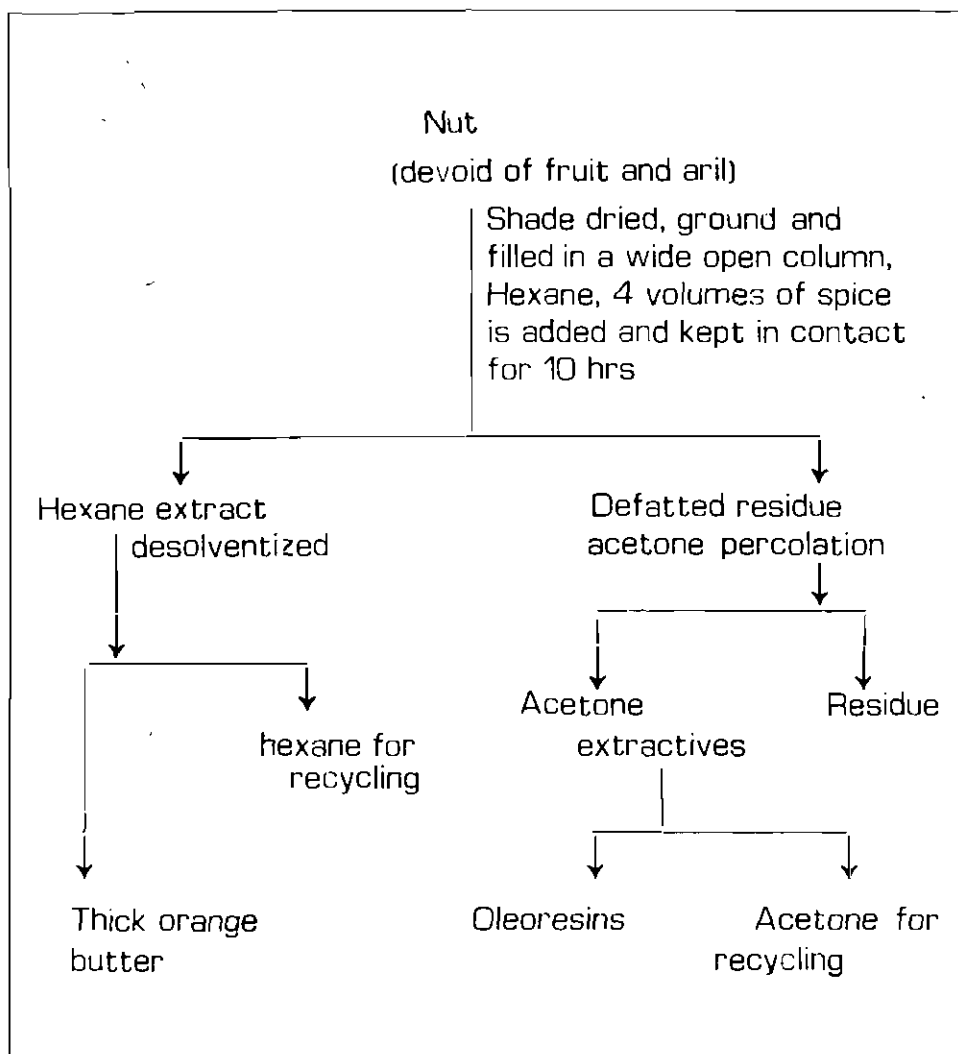 Nut
(devoid of fruit and aril)
Shade dried, ground and
filled in a wide open column,
Hexane, 4 volumes of spice
is added and kept in contact
for 10 hrs
Hexane extract
desolventized
Defatted residue
acetone percolation
hexane for
recycling
Acetone
extractives
Residue
Thick orange
butter
Oleoresins
Acetone for
recycling